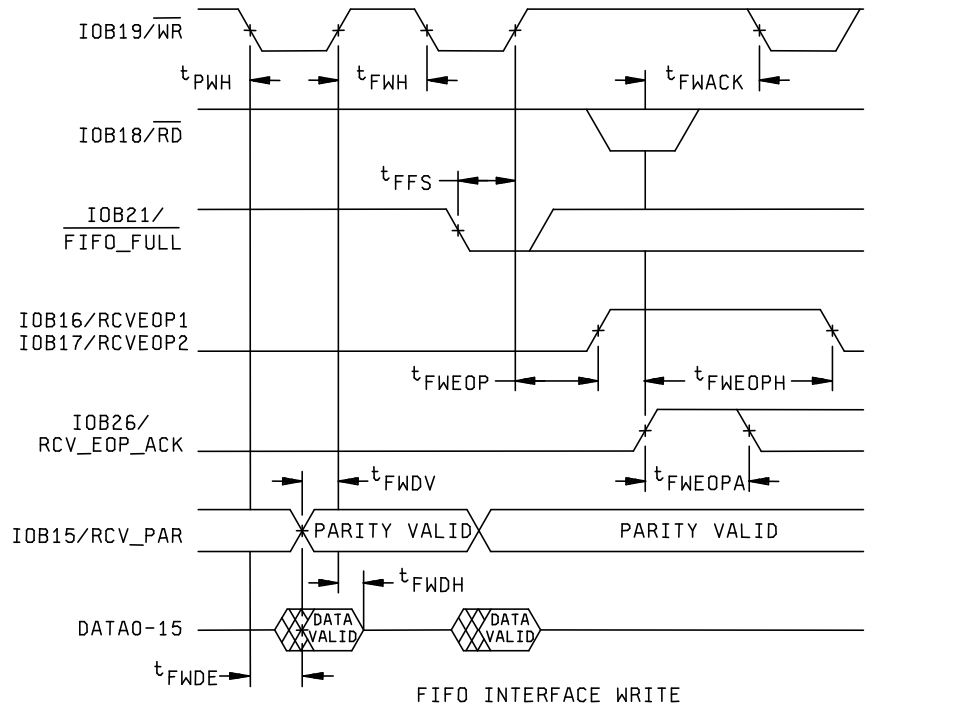 IOB19/WR
tPWH
tFWH
tFWACK
IOB18/RD
tFFS
IOB21/
FIFO_FULL
IOB16/RCVEOP1
IOB17/RCVEOP2
tFWEOP
tFWEOPH
IOB26/
RCV_EOP_ACK
tFWDV
tFWEOPA
IOB15/RCV_PAR
PARITY VALID
PARITY VALID
tFWDH
DATA0-15
DATA
VALID
DATA
VALID
tFWDE
FIFO INTERFACE WRITE